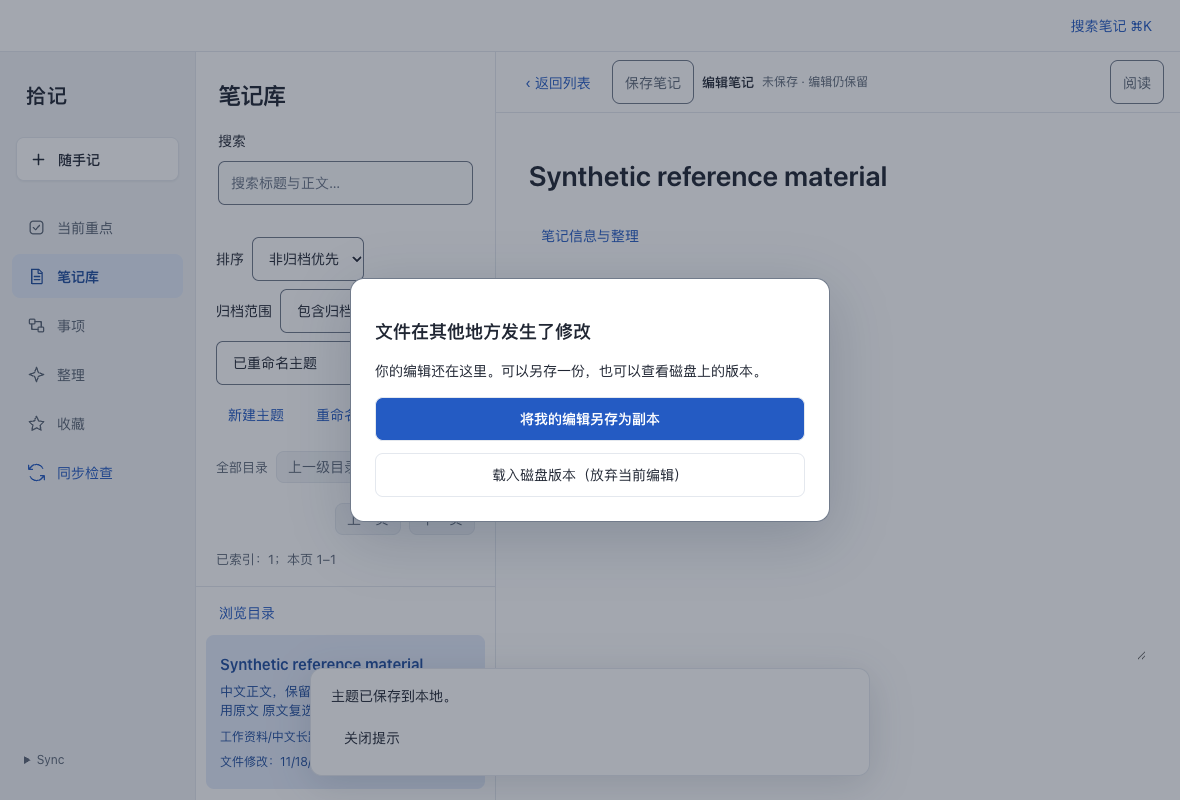 搜索笔记 ⌘K
拾记
随手记
当前重点
笔记库
事项
整理
收藏
同步检查
Sync
笔记库
搜索
搜索标题与正文…
排序
非归档优先
归档范围
包含归档
已重命名主题
新建主题
重命名
全部目录
上一级目录
已索引：1；本页 1–1
浏览目录
Synthetic reference material
中文正文，保留
用原文 原文复选
工作资料/中文长
文件修改：11/18/
‹ 返回列表
保存笔记
编辑笔记
未保存 · 编辑仍保留
阅读
Synthetic reference material
笔记信息与整理
文件在其他地方发生了修改
你的编辑还在这里。可以另存一份，也可以查看磁盘上的版本。
将我的编辑另存为副本
载入磁盘版本（放弃当前编辑）
主题已保存到本地。
关闭提示